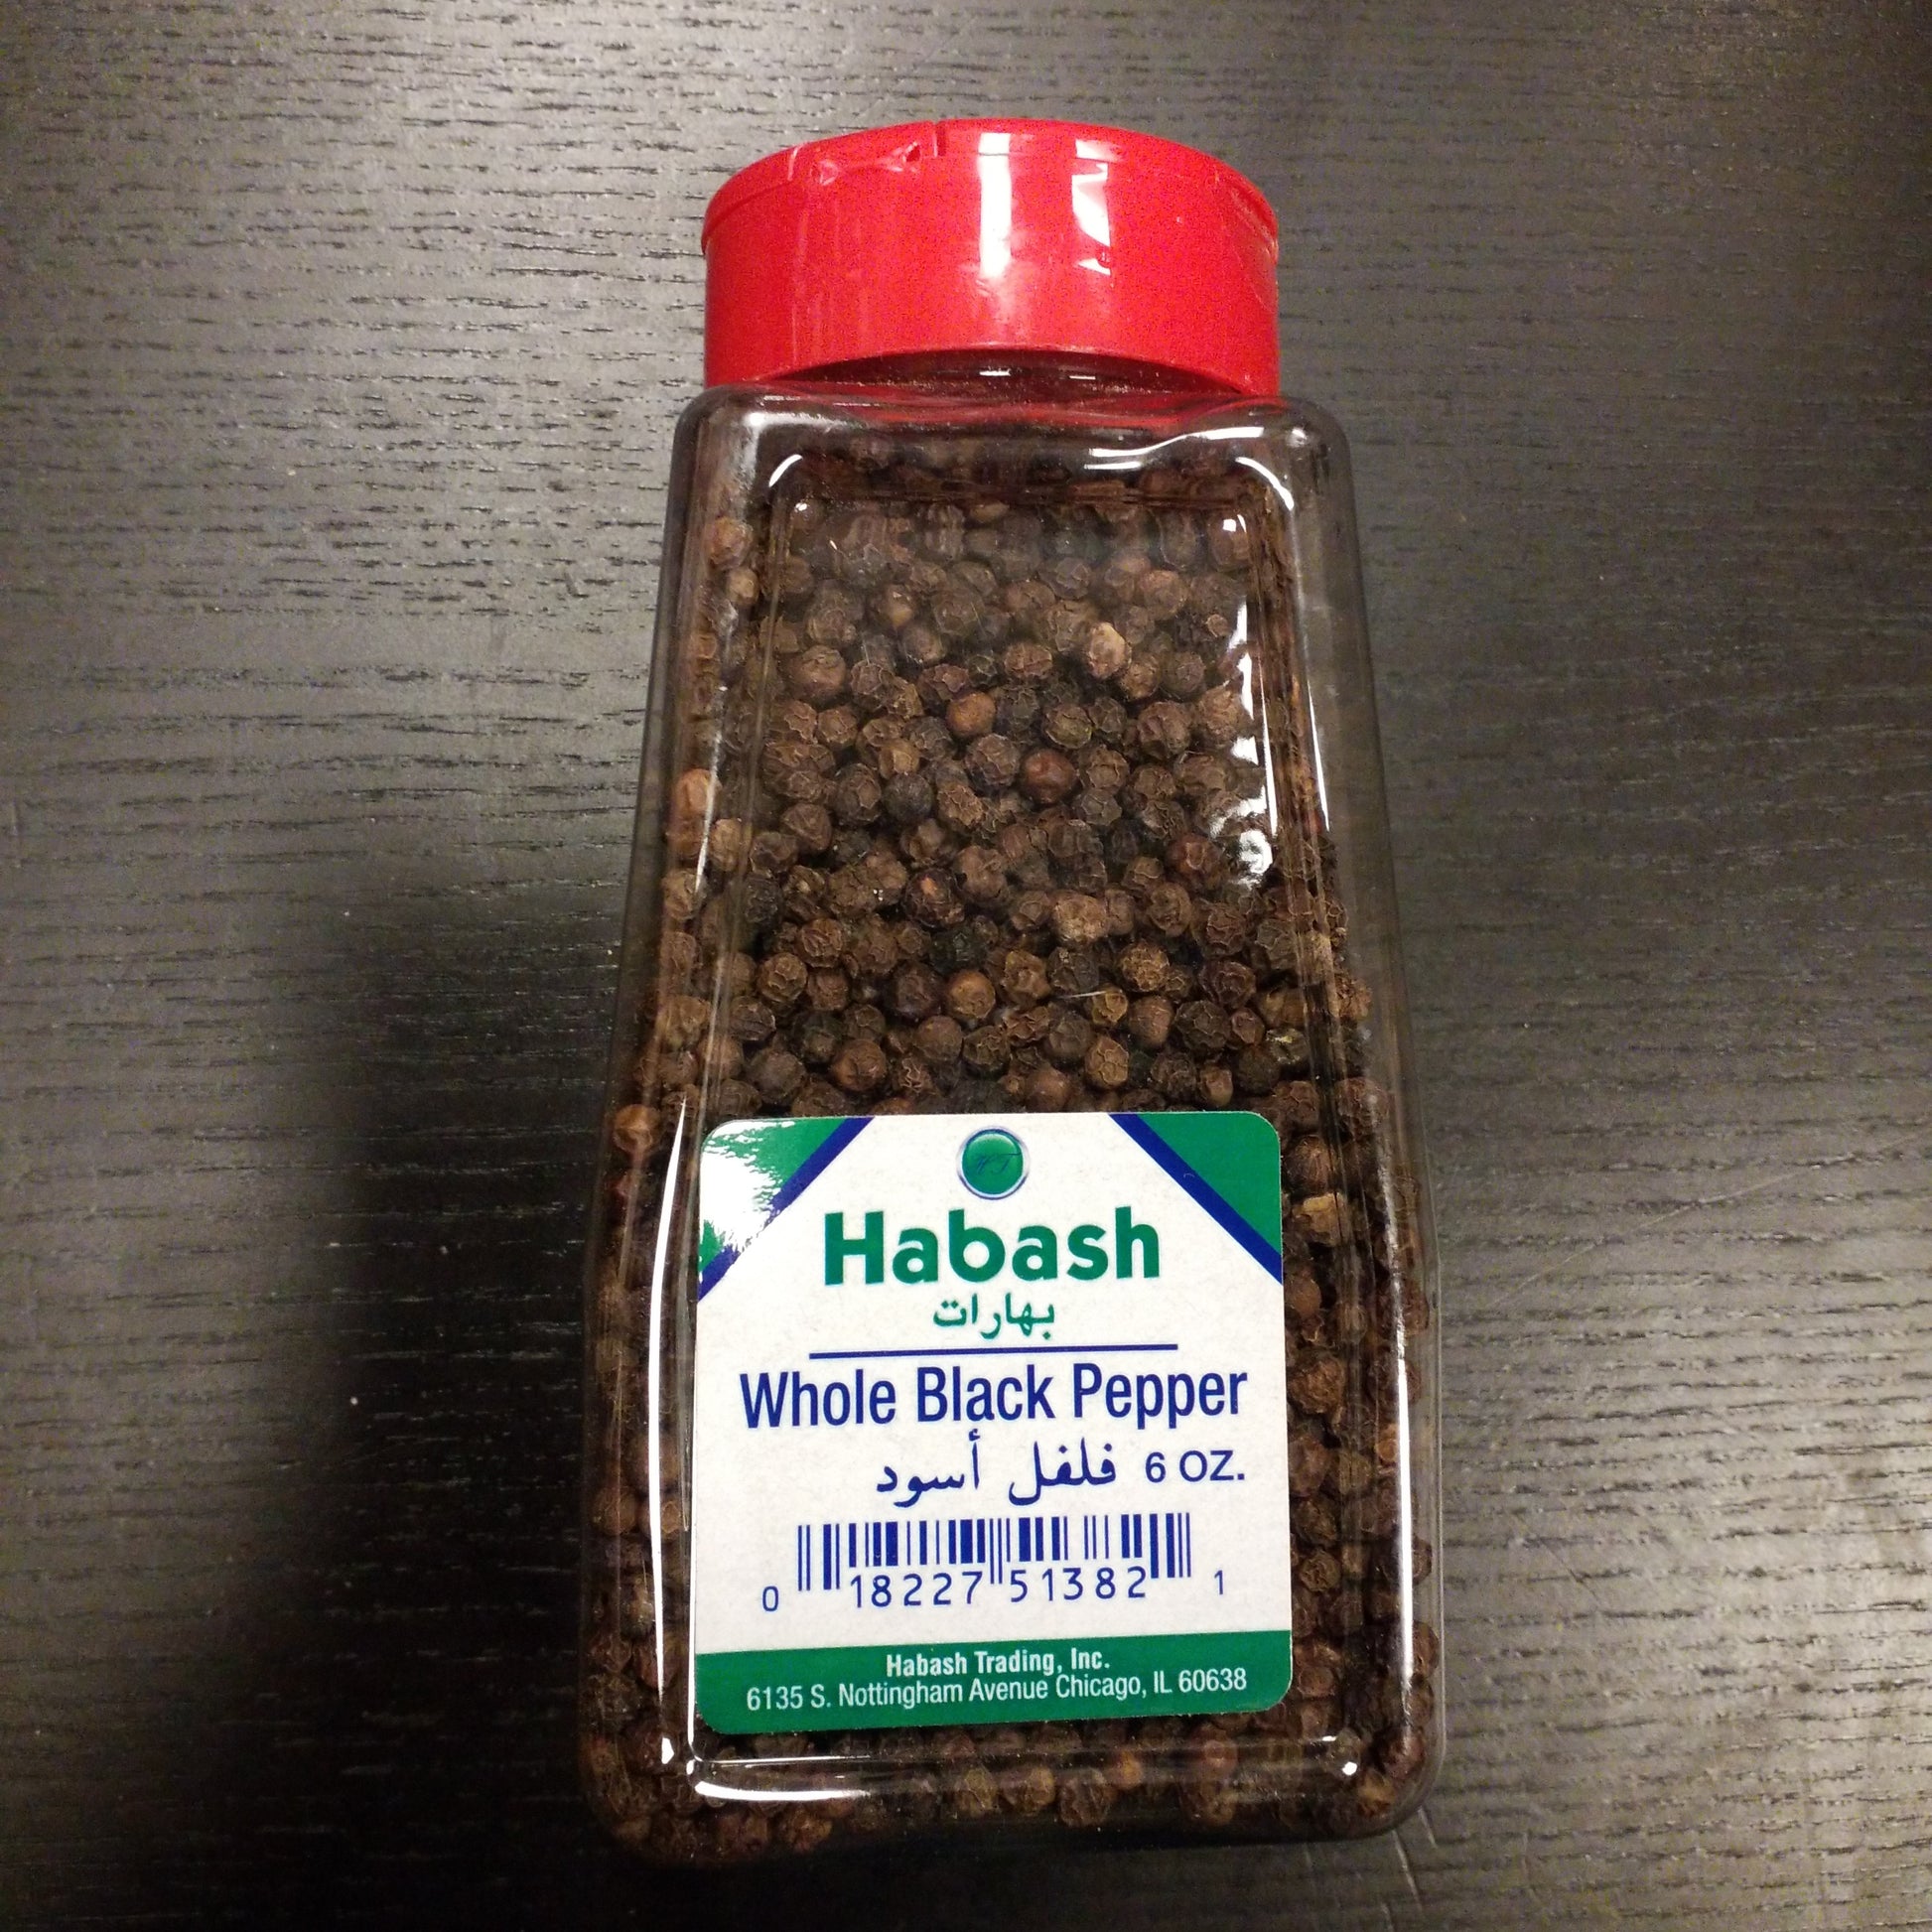 HT
Habash
بهارات
Whole Black Pepper
فلفل أسود 6 OZ.
0 18227 51382 1
Habash Trading, Inc.
6135 S. Nottingham Avenue Chicago, IL 60638